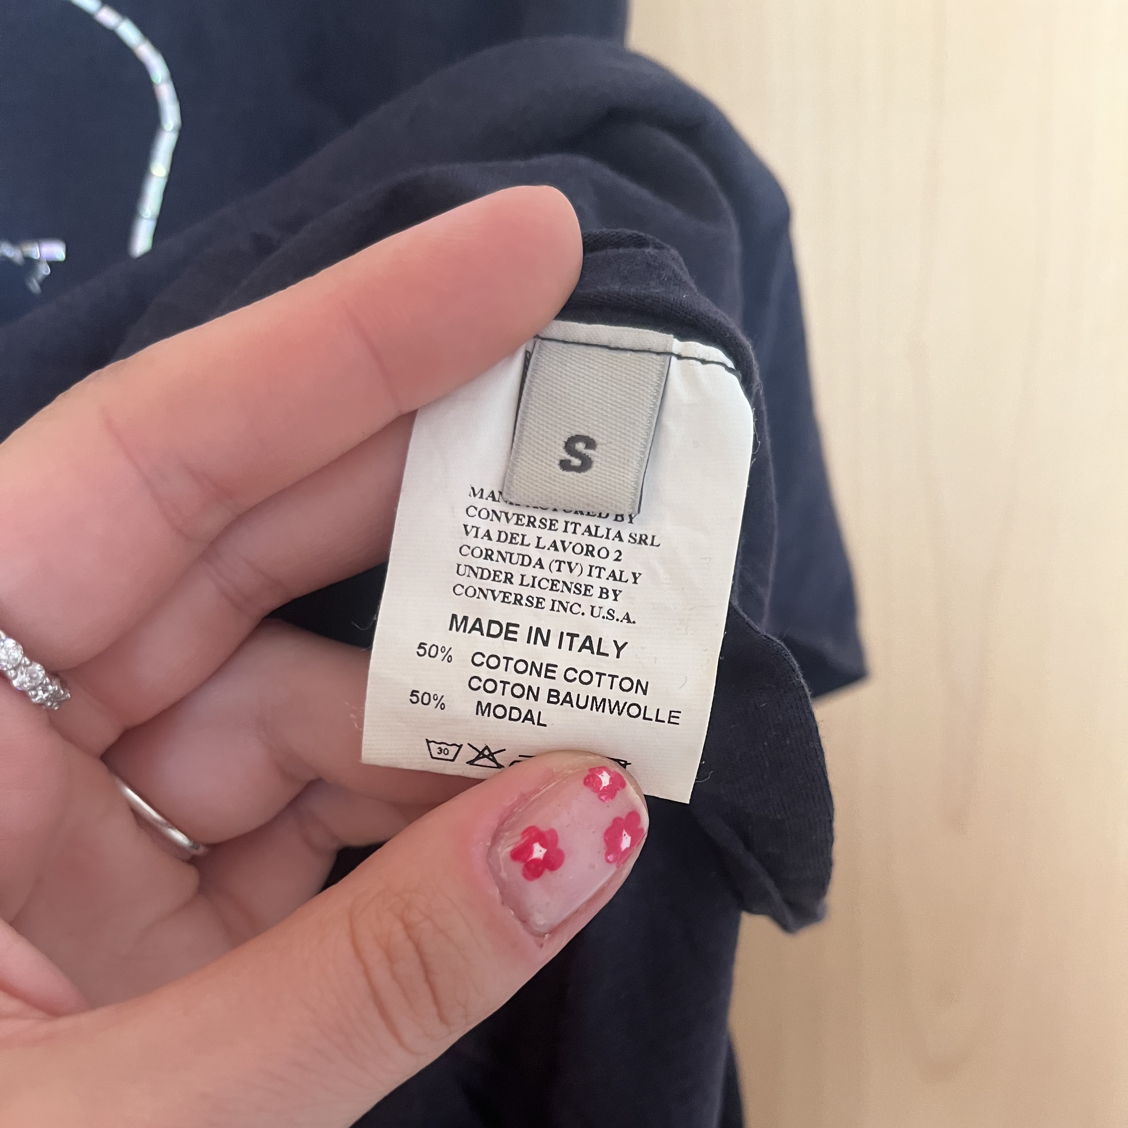 S
MANUFACTURED BY
CONVERSE ITALIA SRL
VIA DEL LAVORO 2
CORNUDA (TV) ITALY
UNDER LICENSE BY
CONVERSE INC. U.S.A.
MADE IN ITALY
50% COTONE COTTON
COTON BAUMWOLLE
50% MODAL
30